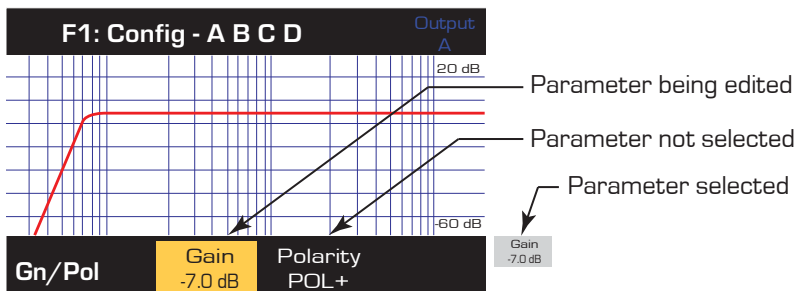 F1: Config - A B C D
Output
A
20 dB
Parameter being edited
Parameter not selected
Parameter selected
-60 dB
Gn/Pol
Gain
-7.0 dB
Polarity
POL+
Gain
-7.0 dB